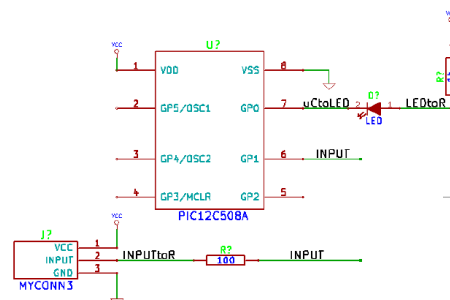 VCC
U?
VCC
1 VDD VSS 8
2 GP5/OSC1 GP0 7 uCtoLED 2 D? 1 LEDtoR
LED
R?
3 GP4/OSC2 GP1 6 INPUT
4 GP3/MCLR GP2 5
PIC12C508A
VCC
J?
VCC 1
INPUT 2 INPUTtoR R? 100 INPUT
GND 3
MYCONN3